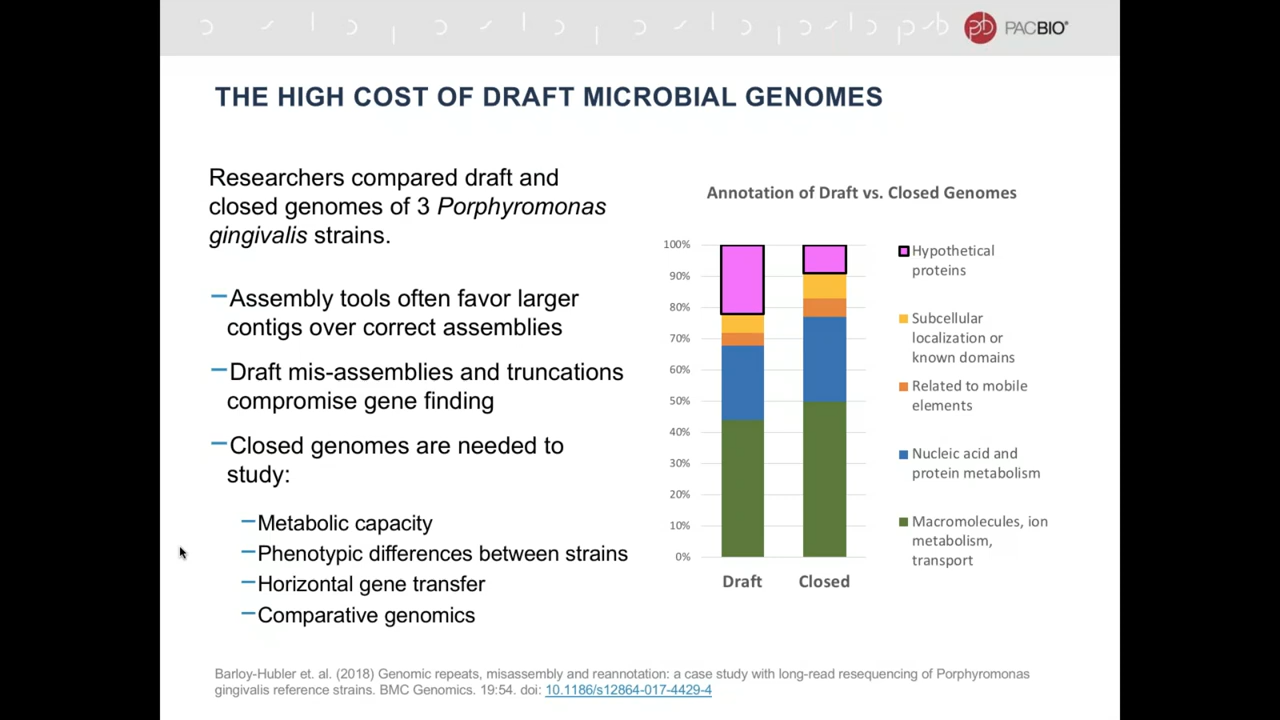 PACBIO®
THE HIGH COST OF DRAFT MICROBIAL GENOMES
Researchers compared draft and
closed genomes of 3 Porphyromonas
gingivalis strains.
–Assembly tools often favor larger
contigs over correct assemblies
–Draft mis-assemblies and truncations
compromise gene finding
–Closed genomes are needed to
study:
–Metabolic capacity
–Phenotypic differences between strains
–Horizontal gene transfer
–Comparative genomics
Annotation of Draft vs. Closed Genomes
100%
90%
80%
70%
60%
50%
40%
30%
20%
10%
0%
Draft
Closed
Hypothetical
proteins
Subcellular
localization or
known domains
Related to mobile
elements
Nucleic acid and
protein metabolism
Macromolecules, ion
metabolism,
transport
Barloy-Hubler et. al. (2018) Genomic repeats, misassembly and reannotation: a case study with long-read resequencing of Porphyromonas
gingivalis reference strains. BMC Genomics. 19:54. doi: 10.1186/s12864-017-4429-4